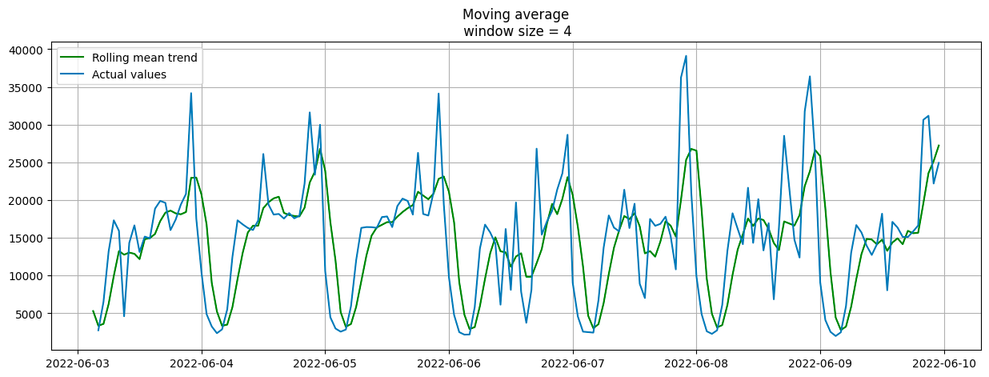 Moving average
window size = 4
Rolling mean trend
Actual values
40000
35000
30000
25000
20000
15000
10000
5000
2022-06-03 2022-06-04 2022-06-05 2022-06-06 2022-06-07 2022-06-08 2022-06-09 2022-06-10